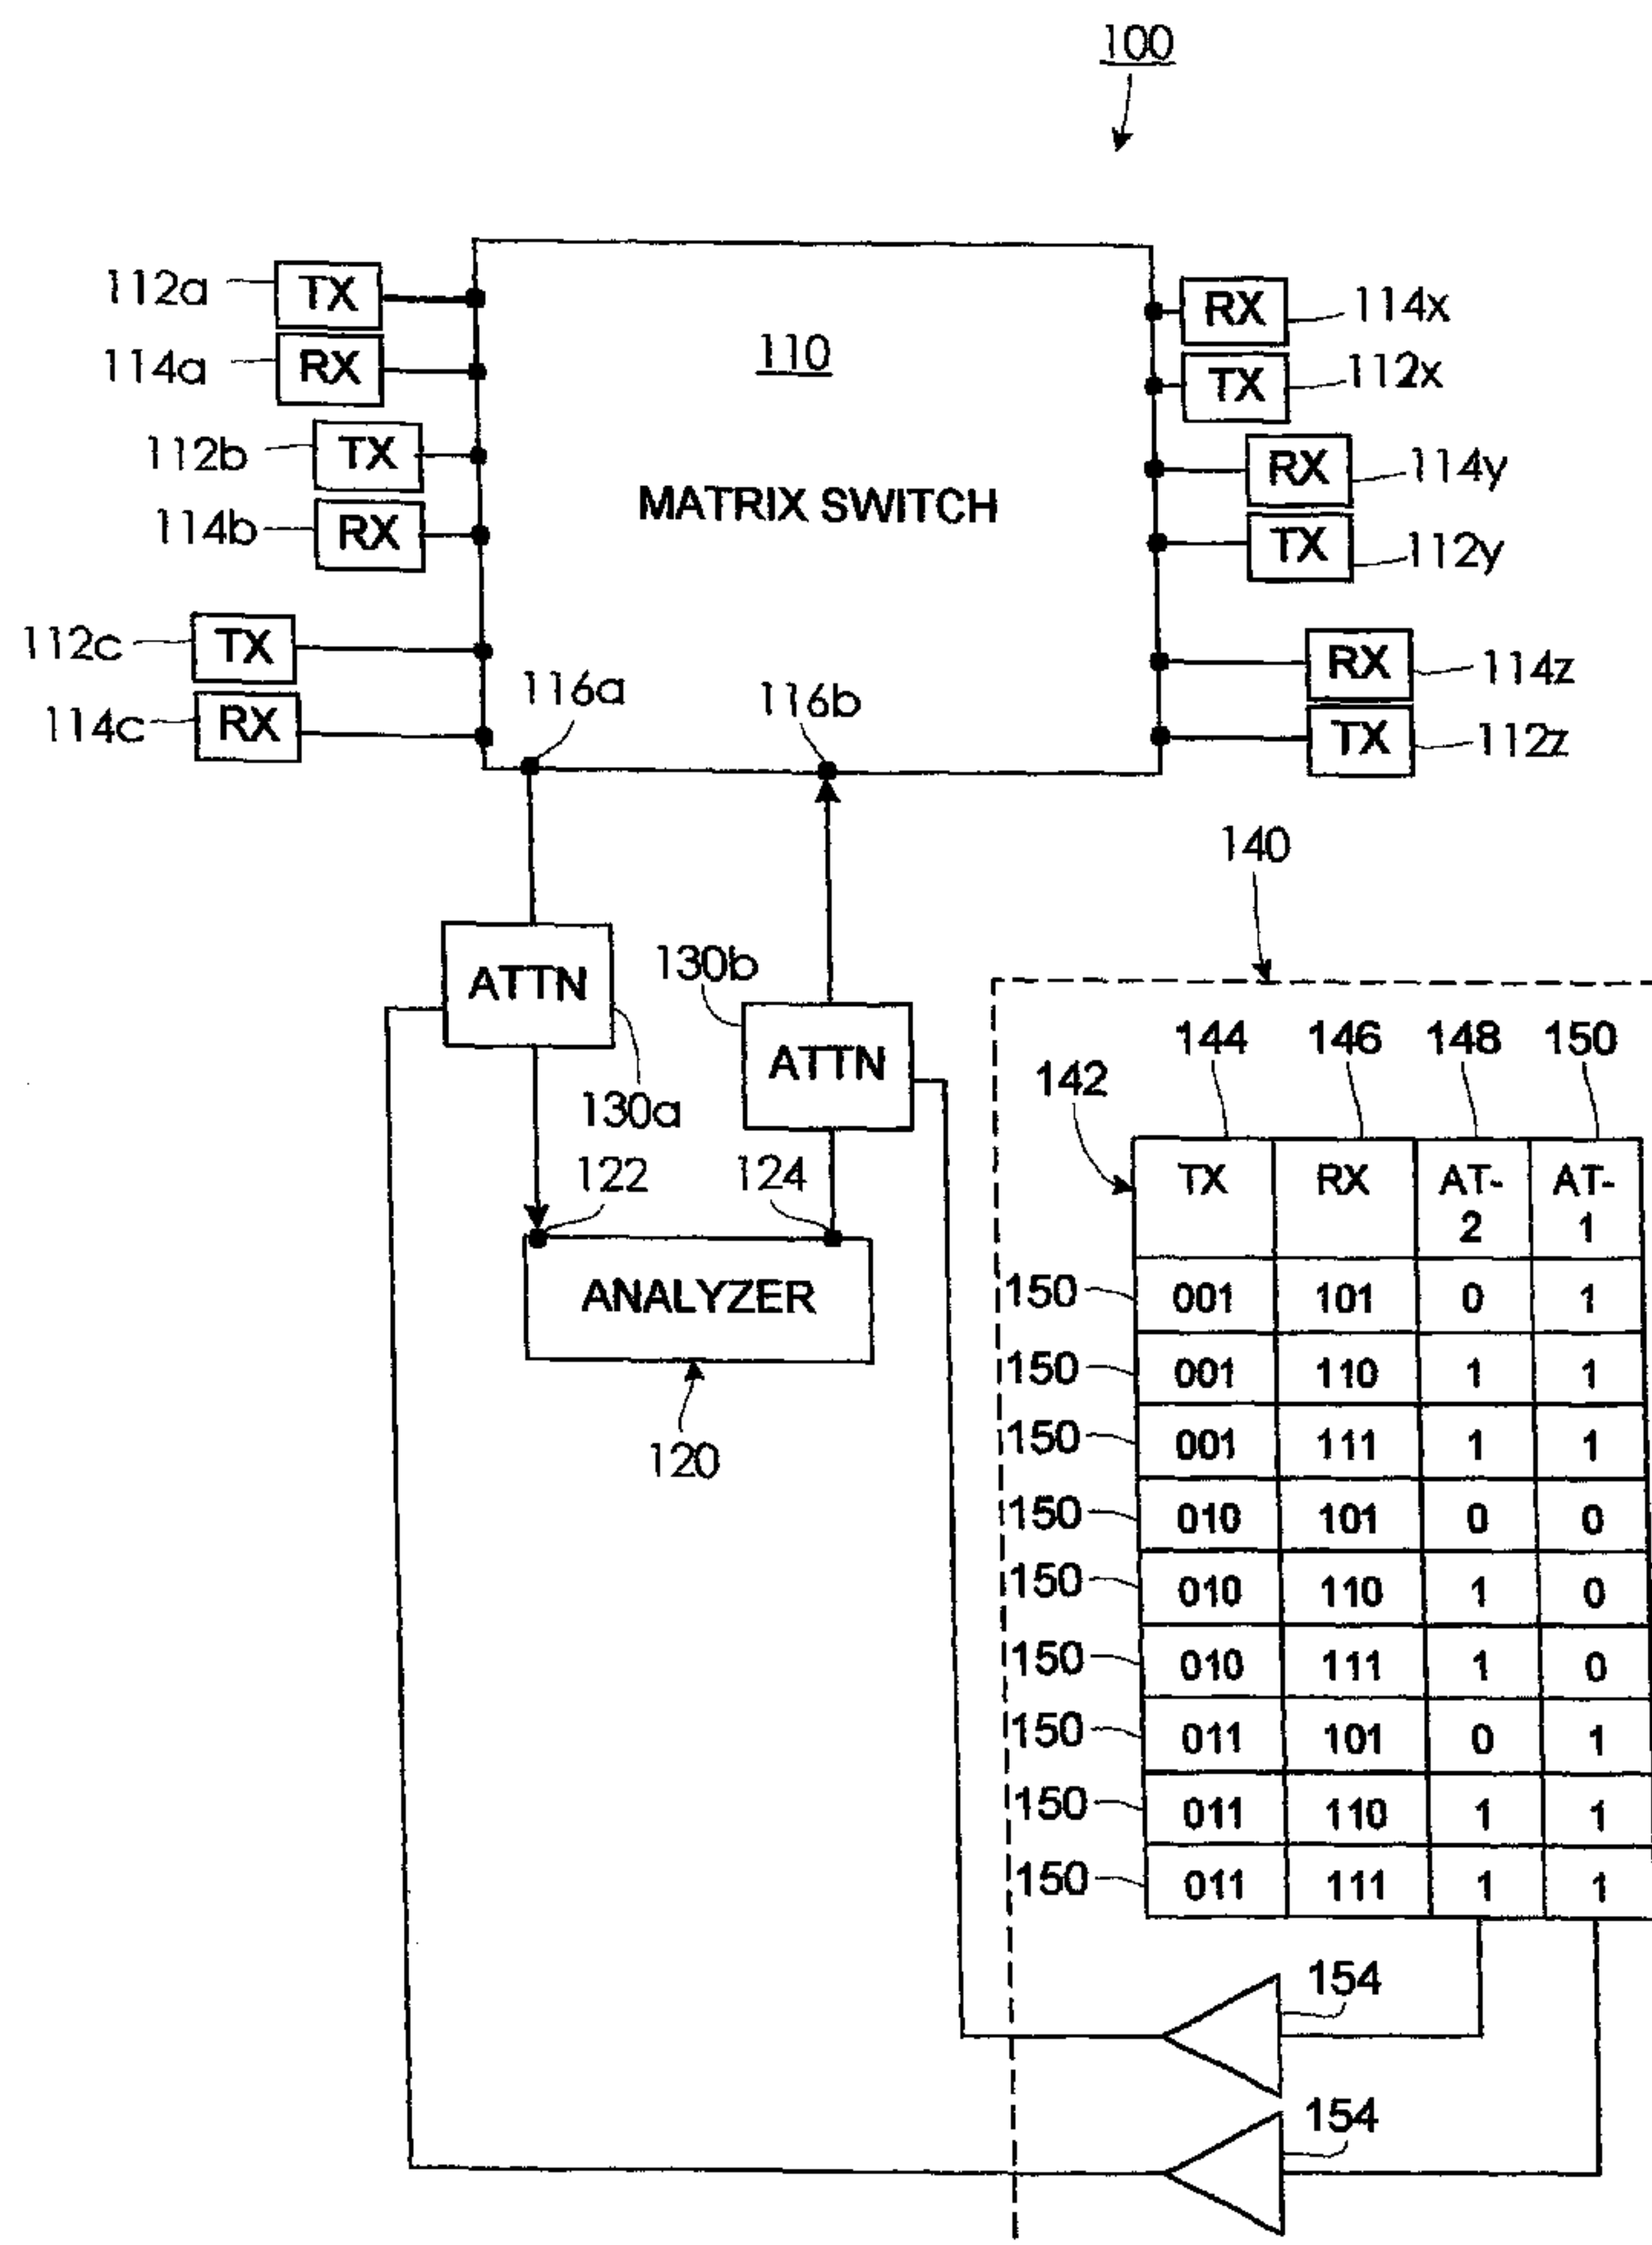 100
112a TX
114a RX
112b TX
114b RX
112c TX
114c RX
110
MATRIX SWITCH
RX 114x
TX 112x
RX 114y
TX 112y
RX 114z
TX 112z
116a 116b
ATTN
130a
130b
ATTN
122 124
ANALYZER
120
140
142
144 146 148 150
TX RX AT-2 AT-1
150 001 101 0 1
150 001 110 1 1
150 001 111 1 1
150 010 101 0 0
150 010 110 1 0
150 010 111 1 0
150 011 101 0 1
150 011 110 1 1
150 011 111 1 1
154
154